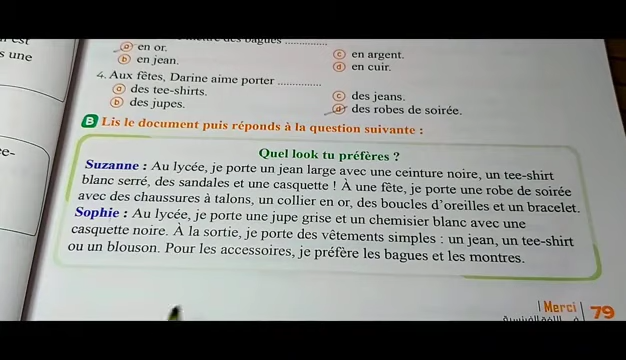 est
s une
des bagues ..............
ⓐ en or.
ⓒ en argent.
ⓑ en jean.
ⓓ en cuir.
4. Aux fêtes, Darine aime porter ..............
ⓐ des tee-shirts.
ⓒ des jeans.
ⓑ des jupes.
ⓓ des robes de soirée.
B Lis le document puis réponds à la question suivante :
e-
Quel look tu préfères ?
Suzanne : Au lycée, je porte un jean large avec une ceinture noire, un tee-shirt
blanc serré, des sandales et une casquette ! À une fête, je porte une robe de soirée
avec des chaussures à talons, un collier en or, des boucles d'oreilles et un bracelet.
Sophie : Au lycée, je porte une jupe grise et un chemisier blanc avec une
casquette noire. À la sortie, je porte des vêtements simples : un jean, un tee-shirt
ou un blouson. Pour les accessoires, je préfère les bagues et les montres.
Merci 79